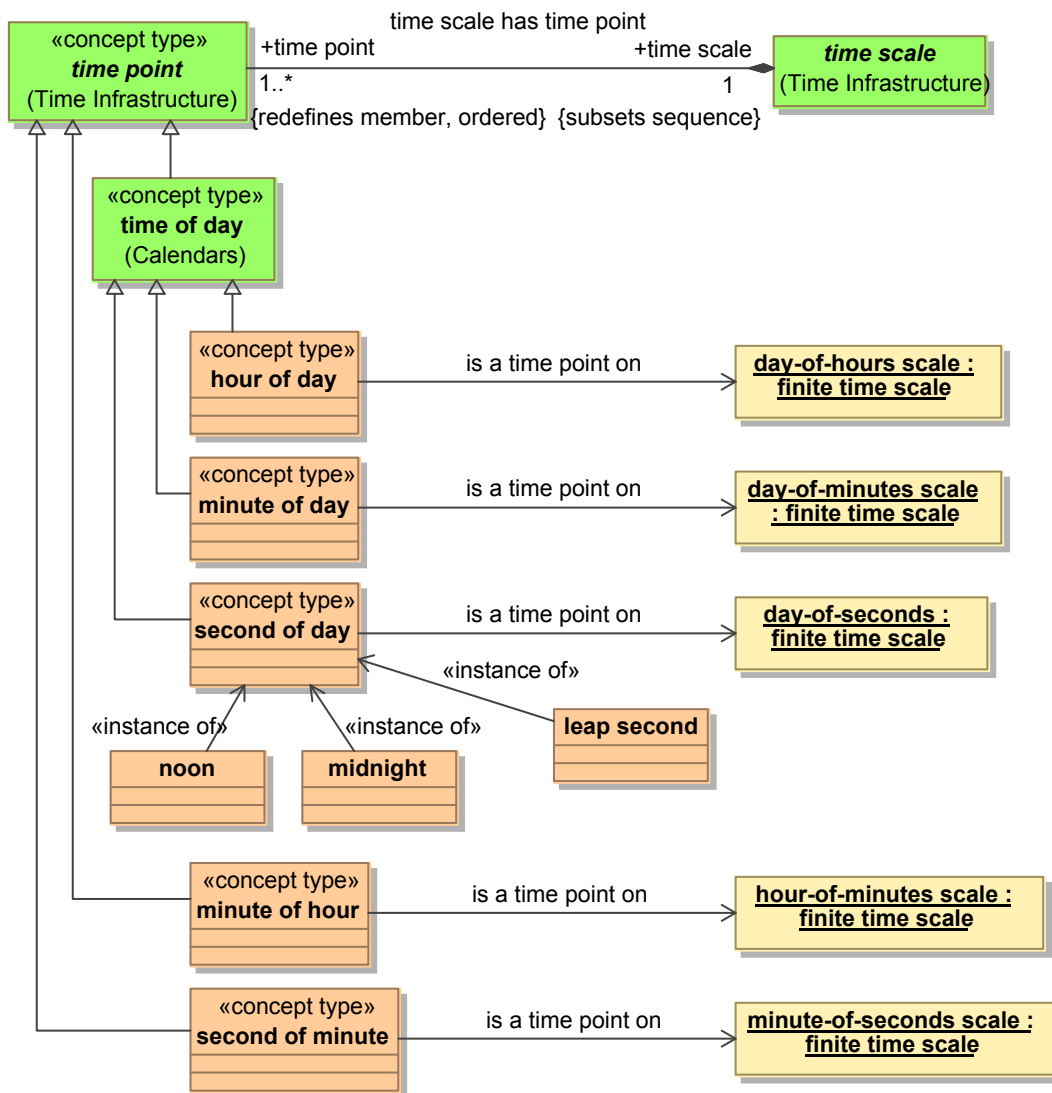 time scale has time point
«concept type»
time point
(Time Infrastructure)
+time point
+time scale
1..*
1
{redefines member, ordered}
{subsets sequence}
time scale
(Time Infrastructure)
«concept type»
time of day
(Calendars)
«concept type»
hour of day
is a time point on
day-of-hours scale :
finite time scale
«concept type»
minute of day
is a time point on
day-of-minutes scale
: finite time scale
«concept type»
second of day
is a time point on
day-of-seconds :
finite time scale
«instance of»
«instance of»
«instance of»
leap second
noon
midnight
«concept type»
minute of hour
is a time point on
hour-of-minutes scale :
finite time scale
«concept type»
second of minute
is a time point on
minute-of-seconds scale :
finite time scale